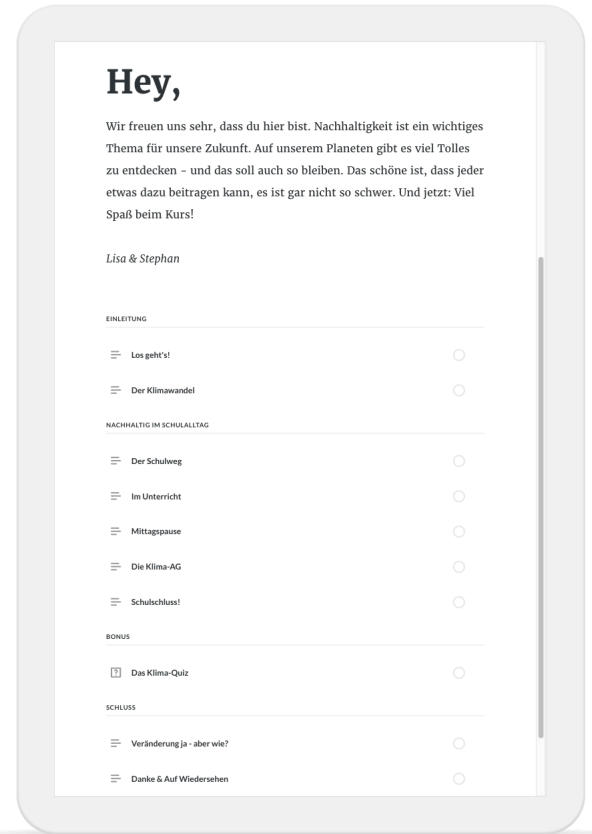 Hey,
Wir freuen uns sehr, dass du hier bist. Nachhaltigkeit ist ein wichtiges
Thema für unsere Zukunft. Auf unserem Planeten gibt es viel Tolles
zu entdecken - und das soll auch so bleiben. Das schöne ist, dass jeder
etwas dazu beitragen kann, es ist gar nicht so schwer. Und jetzt: Viel
Spaß beim Kurs!
Lisa & Stephan
EINLEITUNG
Los geht's!
Der Klimawandel
NACHHALTIG IM SCHULALLTAG
Der Schulweg
Im Unterricht
Mittagspause
Die Klima-AG
Schulschluss!
BONUS
Das Klima-Quiz
SCHLUSS
Veränderung ja - aber wie?
Danke & Auf Wiedersehen